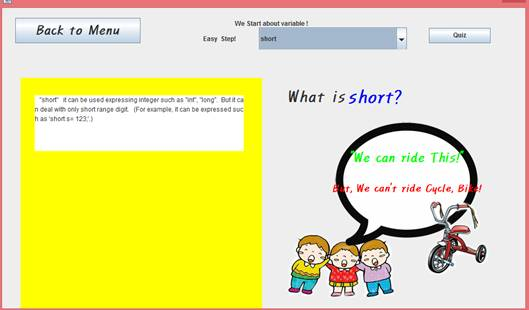 We Start about variable !
Back to Menu
Easy Step!
short
Quiz
"short" it can be used expressing integer such as "int", "long". But it ca
n deal with only short range digit. (For example, it can be expressed suc
h as 'short s= 123;'.)
What is short?
"We can ride This!"
But, We can't ride Cycle, Bike!